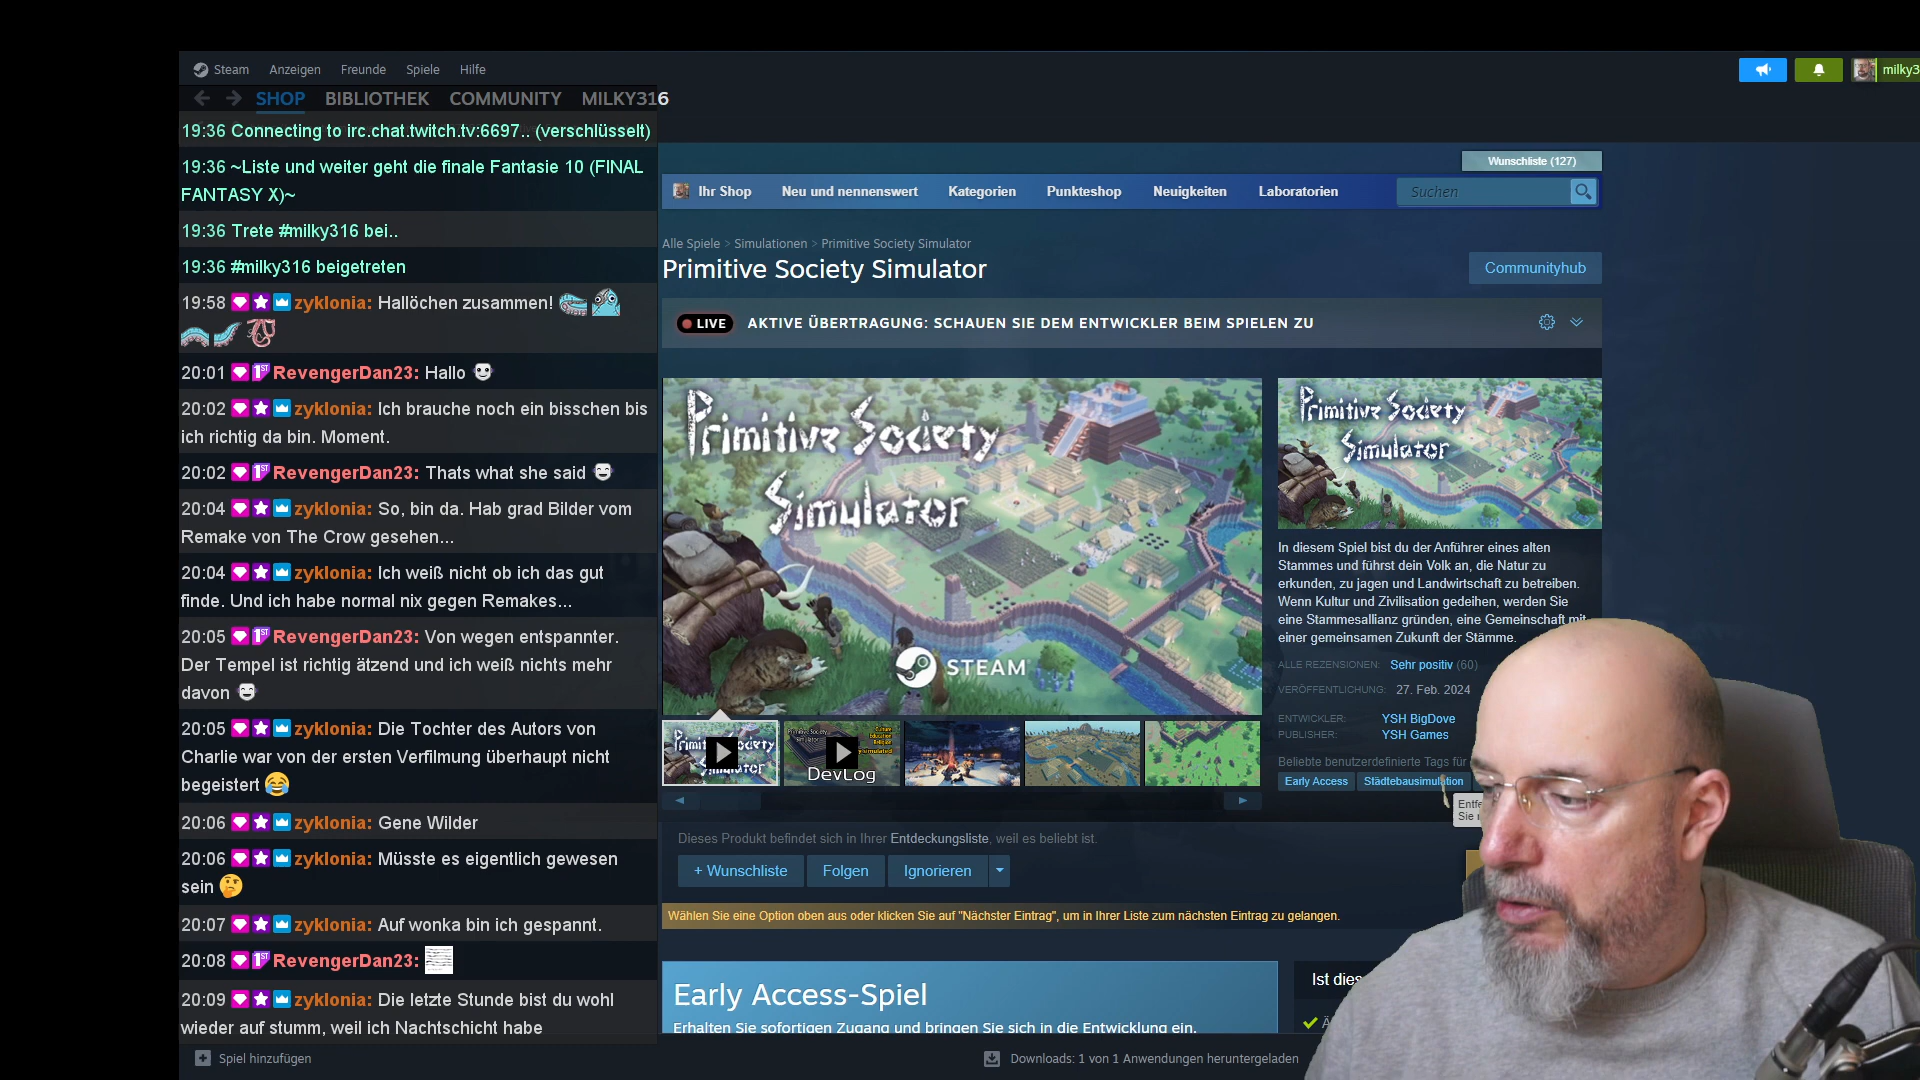 Steam Anzeigen Freunde Spiele Hilfe
SHOP BIBLIOTHEK COMMUNITY MILKY316
19:36 Connecting to irc.chat.twitch.tv:6697.. (verschlüsselt)
19:36 ~Liste und weiter geht die finale Fantasie 10 (FINAL
FANTASY X)~
19:36 Trete #milky316 bei..
19:36 #milky316 beigetreten
19:58 zyklonia: Hallöchen zusammen!
20:01 1ST RevengerDan23: Hallo
20:02 zyklonia: Ich brauche noch ein bisschen bis
ich richtig da bin. Moment.
20:02 1ST RevengerDan23: Thats what she said
20:04 zyklonia: So, bin da. Hab grad Bilder vom
Remake von The Crow gesehen...
20:04 zyklonia: Ich weiß nicht ob ich das gut
finde. Und ich habe normal nix gegen Remakes...
20:05 1ST RevengerDan23: Von wegen entspannter.
Der Tempel ist richtig ätzend und ich weiß nichts mehr
davon
20:05 zyklonia: Die Tochter des Autors von
Charlie war von der ersten Verfilmung überhaupt nicht
begeistert
20:06 zyklonia: Gene Wilder
20:06 zyklonia: Müsste es eigentlich gewesen
sein
20:07 zyklonia: Auf wonka bin ich gespannt.
20:08 1ST RevengerDan23:
20:09 zyklonia: Die letzte Stunde bist du wohl
wieder auf stumm, weil ich Nachtschicht habe
Spiel hinzufügen
milky3
Wunschliste (127)
Ihr Shop Neu und nennenswert Kategorien Punkteshop Neuigkeiten Laboratorien Suchen
Alle Spiele > Simulationen > Primitive Society Simulator
Primitive Society Simulator
Communityhub
LIVE AKTIVE ÜBERTRAGUNG: SCHAUEN SIE DEM ENTWICKLER BEIM SPIELEN ZU
Primitive Society
Simulator
STEAM
Primitive Society
Simulator
DevLog
Primitive Society
Simulator
In diesem Spiel bist du der Anführer eines alten
Stammes und führst dein Volk an, die Natur zu
erkunden, zu jagen und Landwirtschaft zu betreiben.
Wenn Kultur und Zivilisation gedeihen, werden Sie
eine Stammesallianz gründen, eine Gemeinschaft mit
einer gemeinsamen Zukunft der Stämme.
ALLE REZENSIONEN: Sehr positiv (60)
VERÖFFENTLICHUNG: 27. Feb. 2024
ENTWICKLER: YSH BigDove
PUBLISHER: YSH Games
Beliebte benutzerdefinierte Tags für
Early Access Städtebausimulation
Entfe
Dieses Produkt befindet sich in Ihrer Entdeckungsliste, weil es beliebt ist.
+ Wunschliste Folgen Ignorieren
Wählen Sie eine Option oben aus oder klicken Sie auf "Nächster Eintrag", um in Ihrer Liste zum nächsten Eintrag zu gelangen.
Early Access-Spiel
Erhalten Sie sofortigen Zugang und bringen Sie sich in die Entwicklung ein.
Ist dies
Downloads: 1 von 1 Anwendungen heruntergeladen